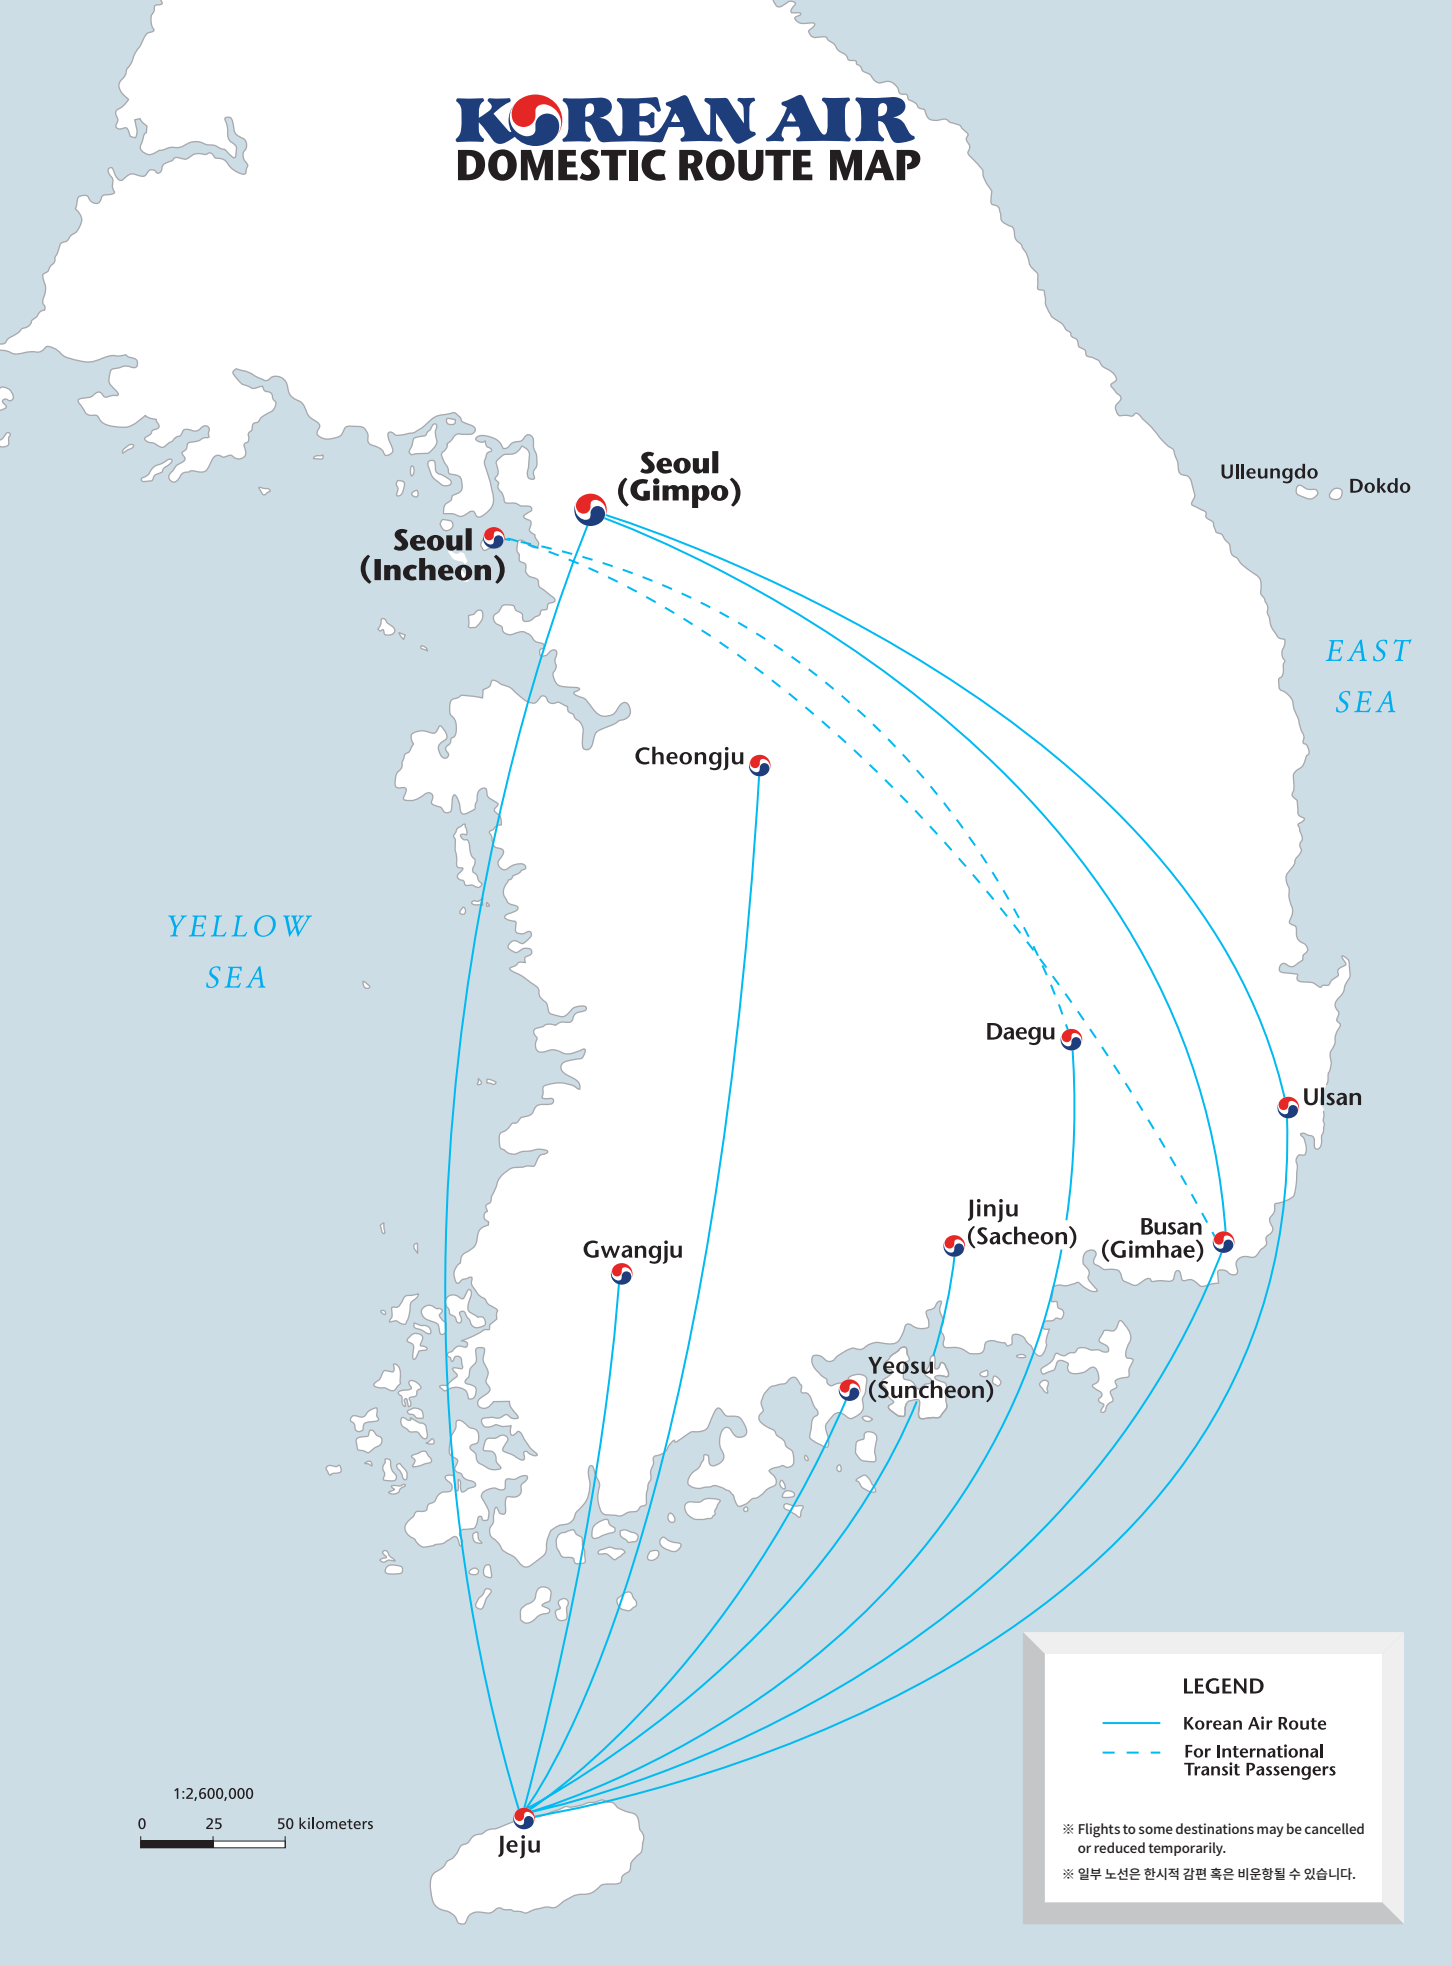 KOREAN AIR
DOMESTIC ROUTE MAP
Seoul
(Gimpo)
Ulleungdo
Dokdo
Seoul
(Incheon)
EAST
SEA
Cheongju
YELLOW
SEA
Daegu
Ulsan
Jinju
(Sacheon)
Busan
(Gimhae)
Gwangju
Yeosu
(Suncheon)
Jeju
1:2,600,000
0 25 50 kilometers
LEGEND
Korean Air Route
For International
Transit Passengers
※ Flights to some destinations may be cancelled
or reduced temporarily.
※ 일부 노선은 한시적 감편 혹은 비운항될 수 있습니다.